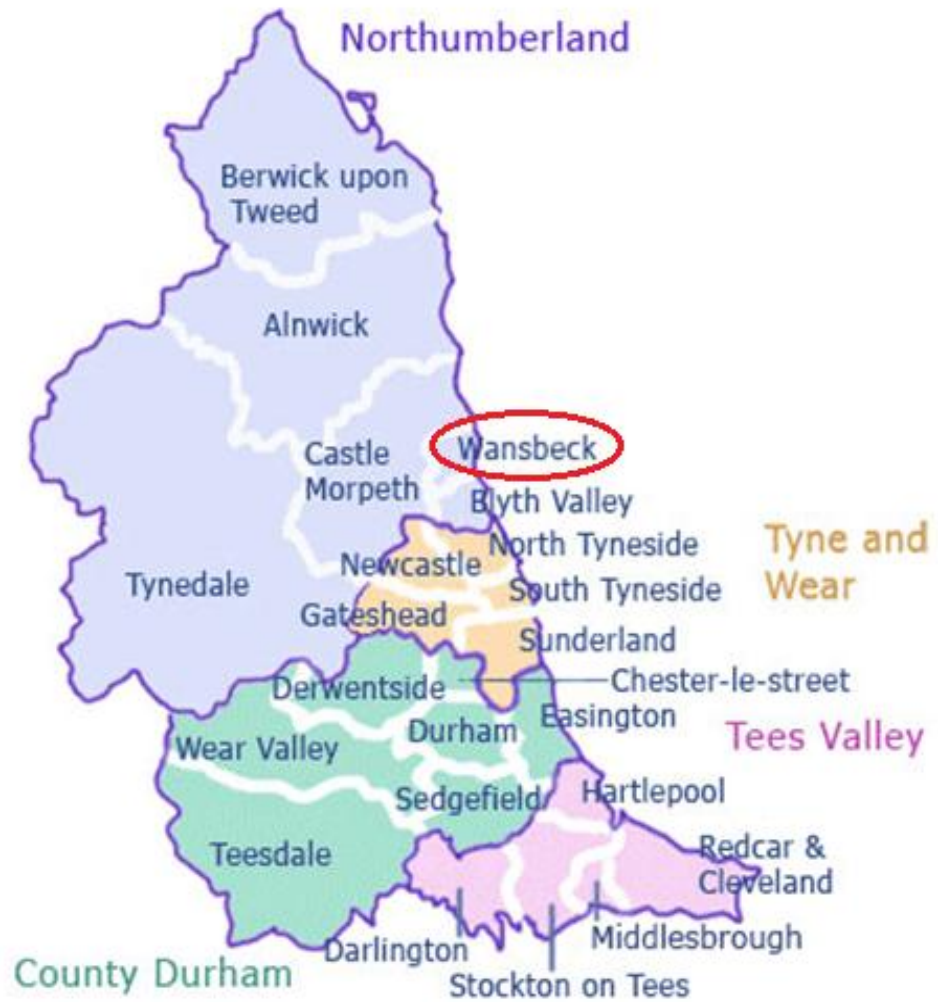 Northumberland
Berwick upon
Tweed
Alnwick
Castle
Morpeth
Wansbeck
Blyth Valley
North Tyneside
Newcastle
Tyne and
Wear
Tynedale
South Tyneside
Gateshead
Sunderland
Chester-le-street
Derwentside
Easington
Durham
Tees Valley
Wear Valley
Hartlepool
Sedgefield
Redcar &
Cleveland
Teesdale
Middlesbrough
Darlington
Stockton on Tees
County Durham